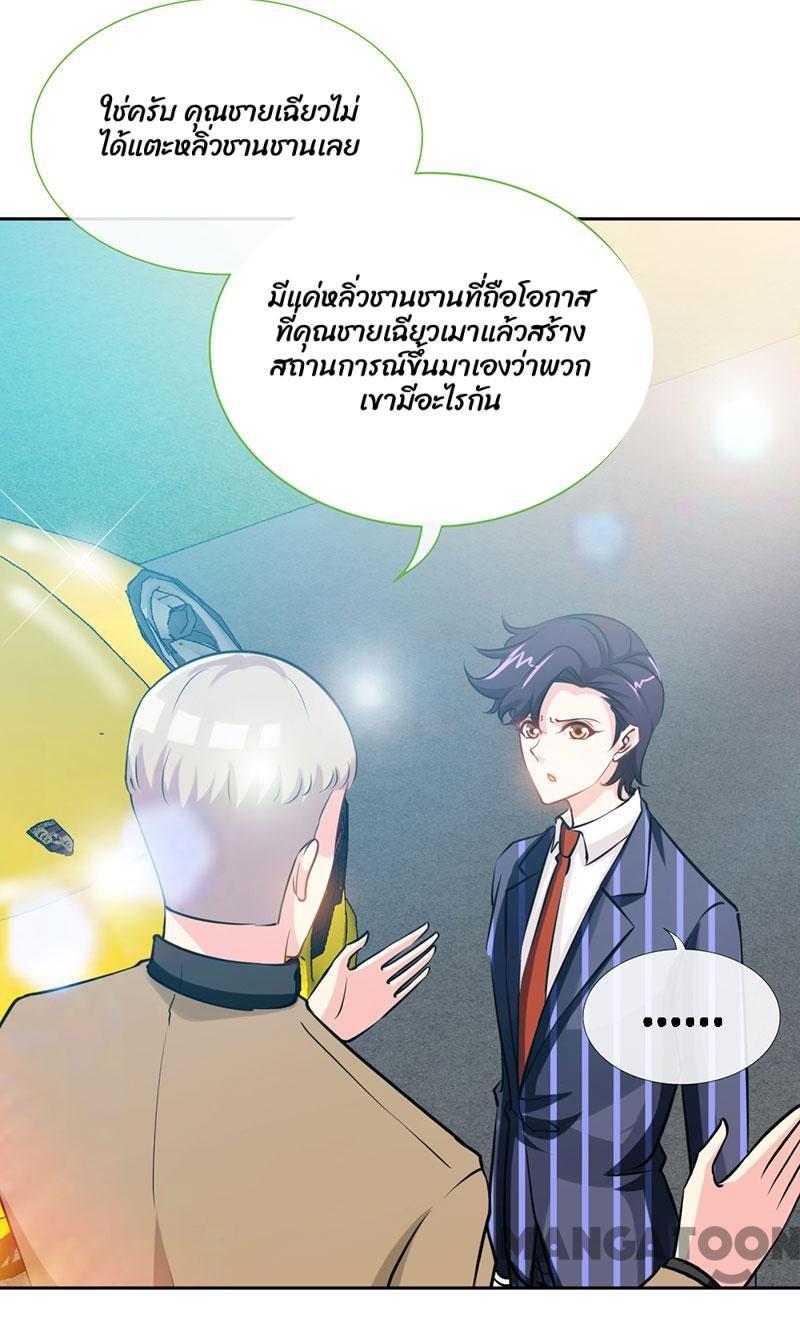 ใช่ครับ คุณชายเฉียวไม่
ได้แตะหลิ่วชานชานเลย
มีแค่หลิ่วชานชานที่ถือโอกาส
ที่คุณชายเฉียวเมาแล้วสร้าง
สถานการณ์ขึ้นมาเองว่าพวก
เขามีอะไรกัน
••••••
MANGATOON